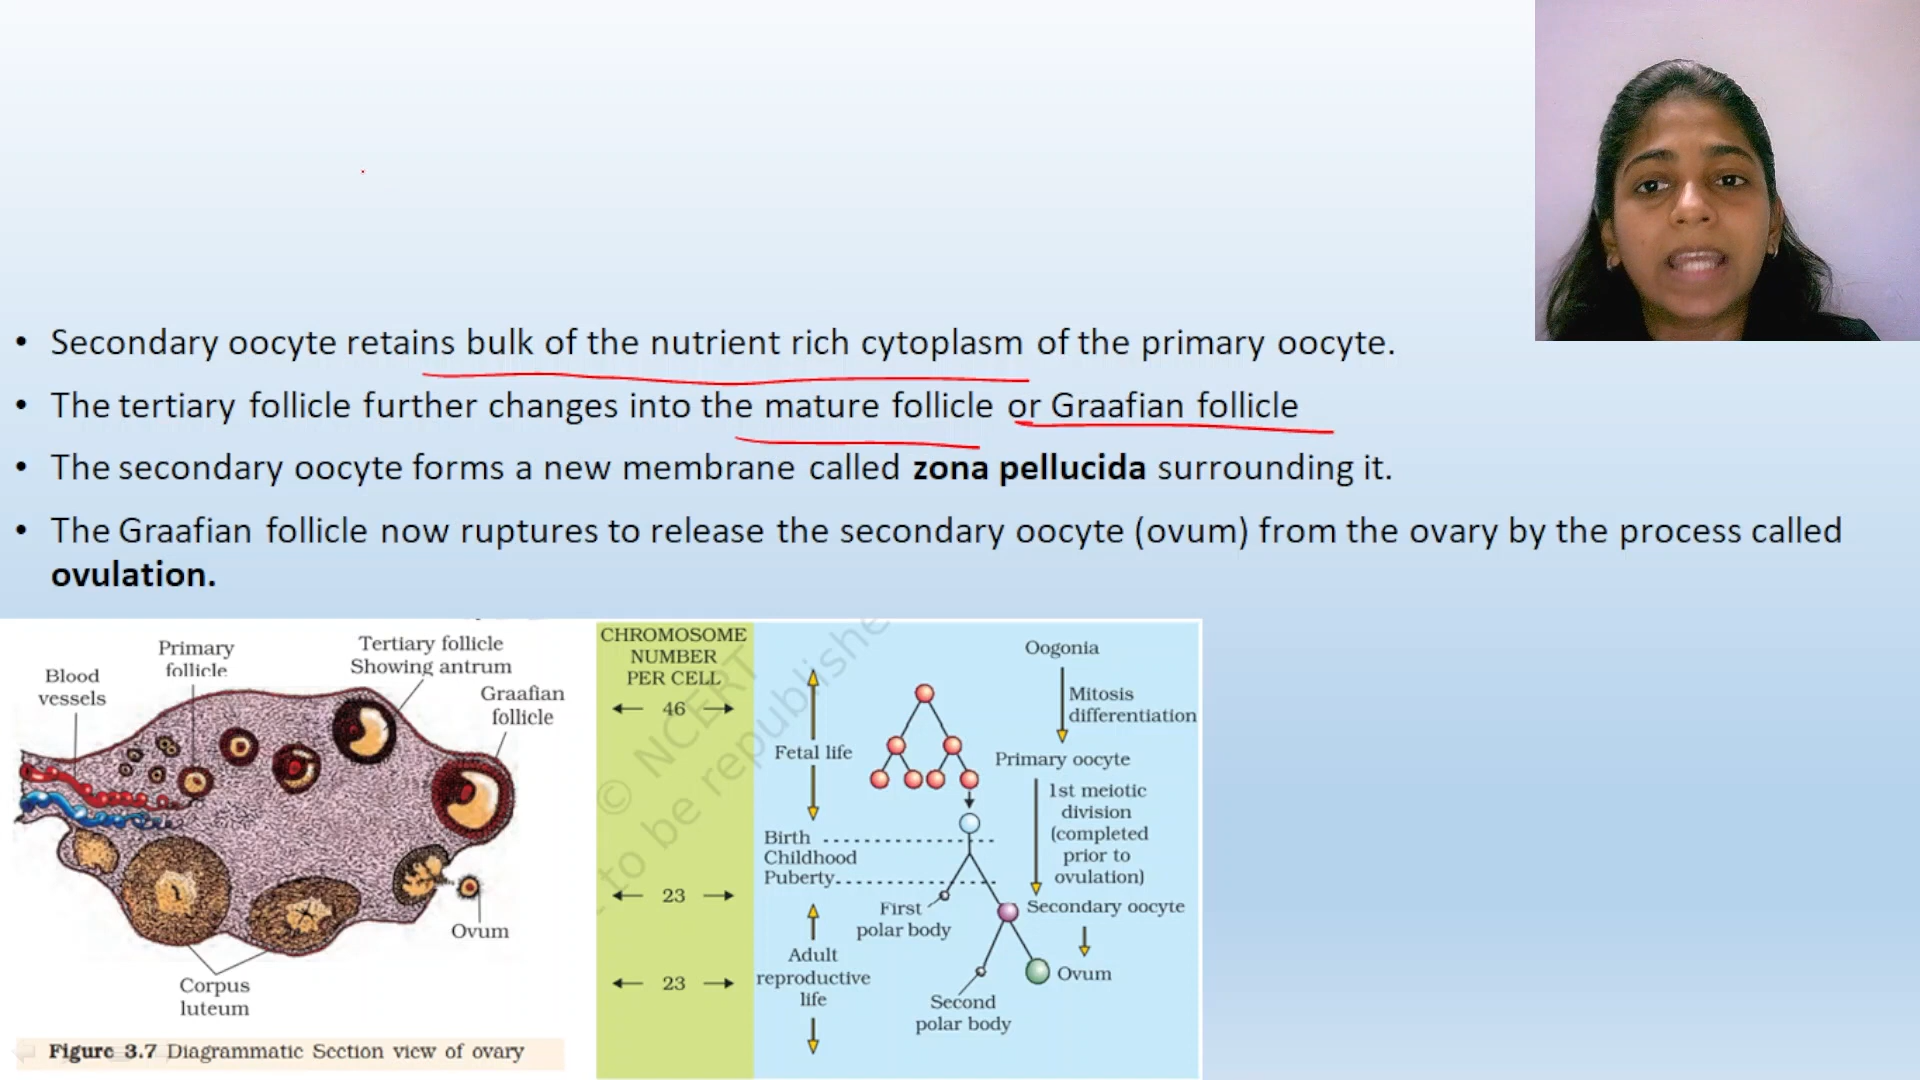 • Secondary oocyte retains bulk of the nutrient rich cytoplasm of the primary oocyte.
• The tertiary follicle further changes into the mature follicle or Graafian follicle
• The secondary oocyte forms a new membrane called zona pellucida surrounding it.
• The Graafian follicle now ruptures to release the secondary oocyte (ovum) from the ovary by the process called
ovulation.
Blood
vessels
Primary
follicle
Tertiary follicle
Showing antrum
Graafian
follicle
Ovum
Corpus
luteum
Figure 3.7 Diagrammatic Section view of ovary
CHROMOSOME
NUMBER
PER CELL
46
23
23
© NCERT
to be republishe
Fetal life
Birth
Childhood
Puberty
Adult
reproductive
life
First
polar body
Second
polar body
Oogonia
Mitosis
differentiation
Primary oocyte
1st meiotic
division
(completed
prior to
ovulation)
Secondary oocyte
Ovum